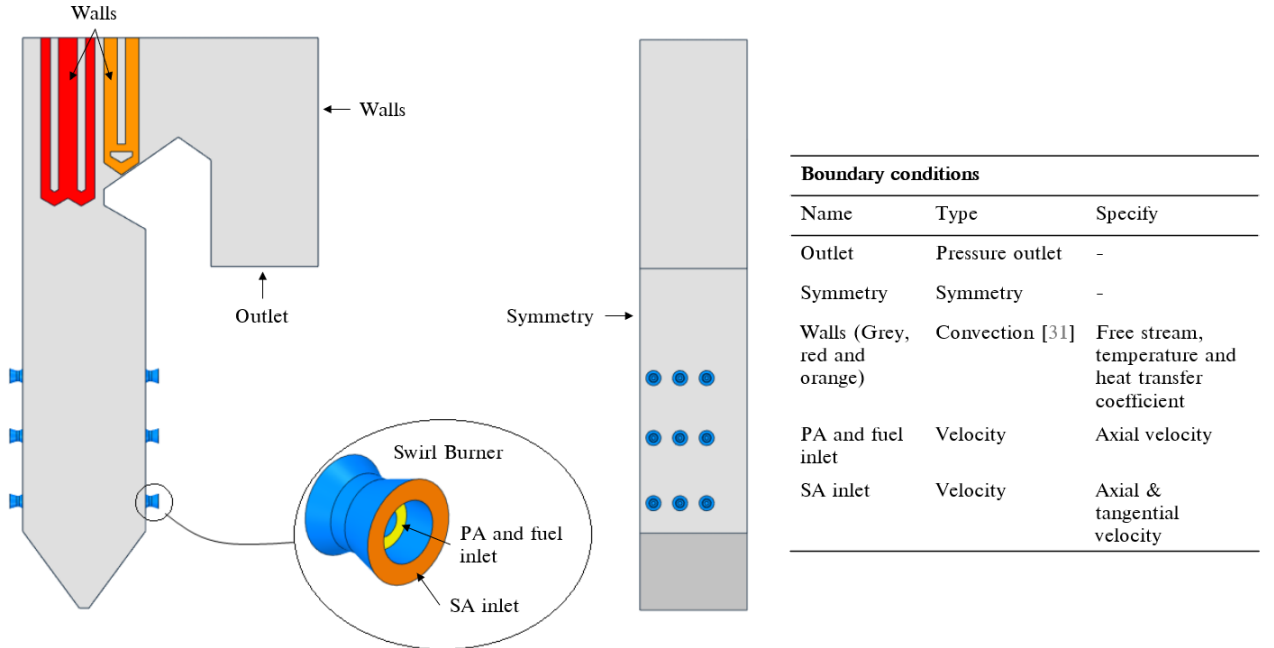 Walls
Walls
Outlet
Swirl Burner
PA and fuel
inlet
SA inlet
Symmetry
Boundary conditions
Name Type Specify
Outlet Pressure outlet -
Symmetry Symmetry -
Walls (Grey, Convection [31] Free stream,
red and temperature and
orange) heat transfer
coefficient
PA and fuel Velocity Axial velocity
inlet
SA inlet Velocity Axial &
tangential
velocity